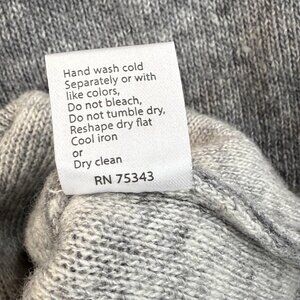 Hand wash cold
Separately or with
like colors,
Do not bleach,
Do not tumble dry,
Reshape dry flat
Cool iron
or
Dry clean
RN 75343